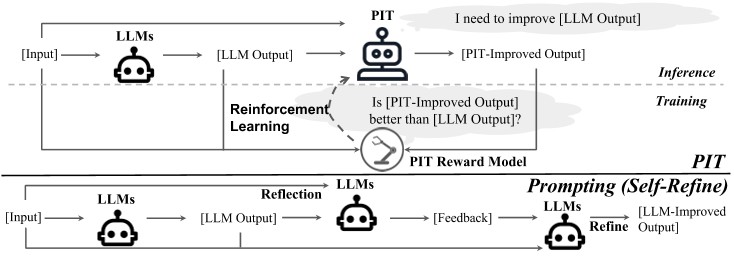 PIT
I need to improve [LLM Output]
LLMs
[Input]
[LLM Output]
[PIT-Improved Output]
Inference
Training
Reinforcement
Learning
Is [PIT-Improved Output]
better than [LLM Output]?
PIT Reward Model
PIT
Prompting (Self-Refine)
LLMs
Reflection
LLMs
LLMs
[Input]
[LLM Output]
[Feedback]
Refine
[LLM-Improved
Output]